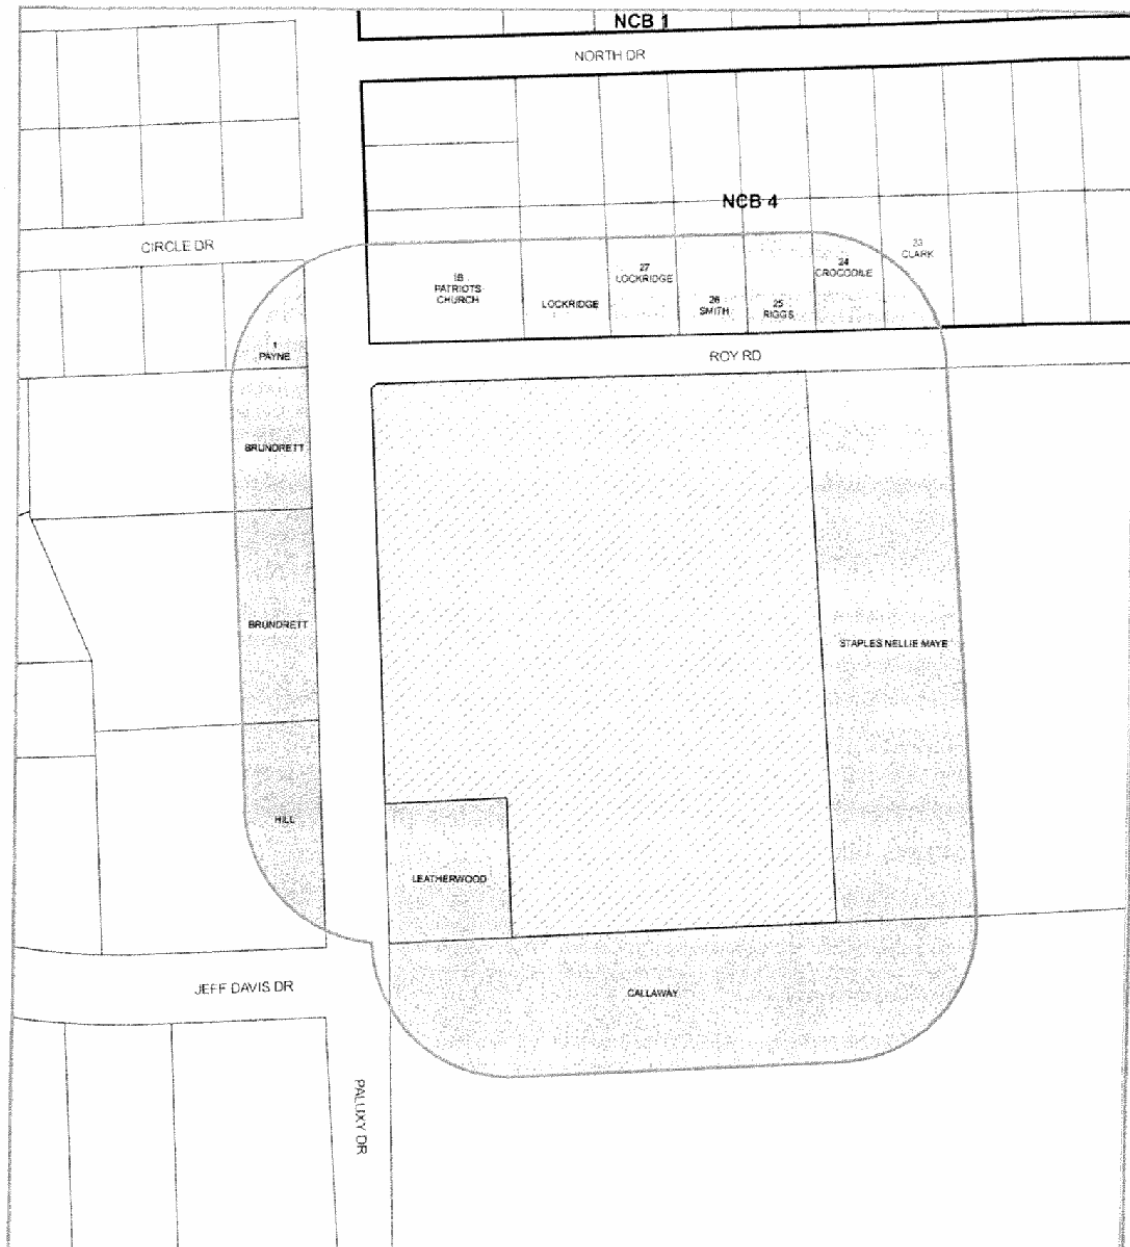 NCB 1
NORTH DR
NCB 4
CIRCLE DR
23
CLARK
24
CROCODILE
27
LOCKRIDGE
18
PATRIOTS
CHURCH
LOCKRIDGE
26
SMITH
25
RIGGS
1
PAYNE
ROY RD
BRUNDRETT
BRUNDRETT
STAPLES NELLIE MAYE
HILL
LEATHERWOOD
JEFF DAVIS DR
CALLAWAY
PALUXY DR